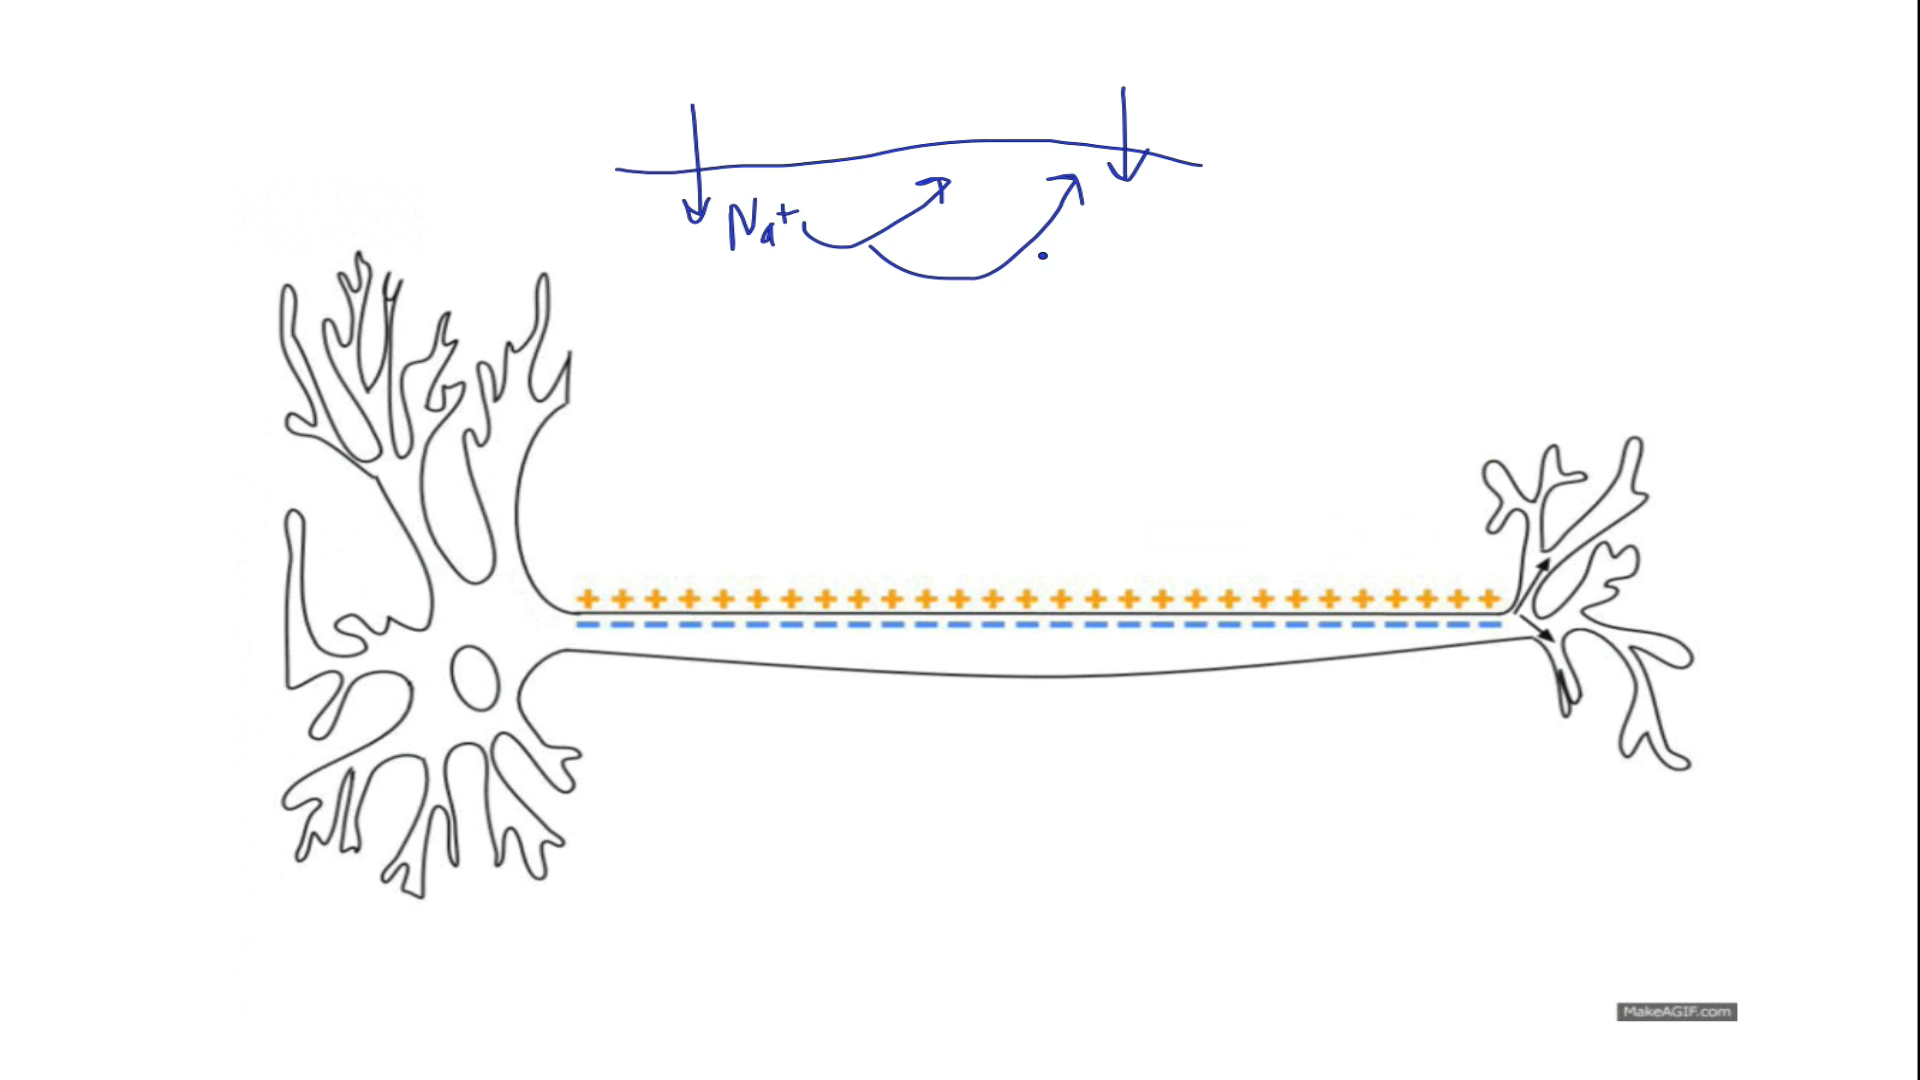 Na+
+ + + + + + + + + + + + + + + + + + + + + + + + + + + +
− − − − − − − − − − − − − − − − − − − − − − − − − − − −
MakeAGIF.com